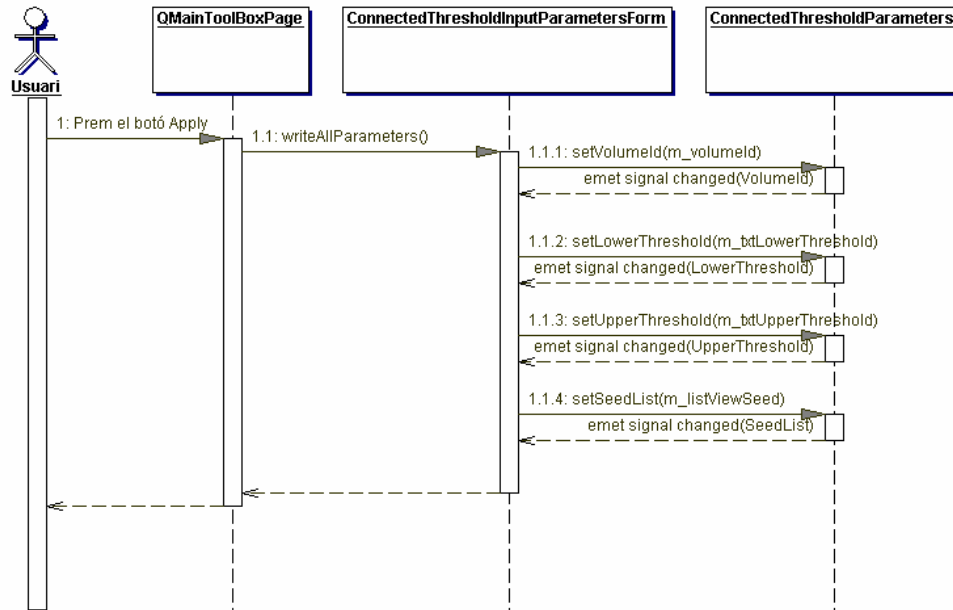 QMainToolBoxPage
ConnectedThresholdInputParametersForm
ConnectedThresholdParameters
Usuari
1: Prem el botó Apply
1.1: writeAllParameters()
1.1.1: setVolumeId(m_volumeId)
emet signal changed(VolumeId)
1.1.2: setLowerThreshold(m_txtLowerThreshold)
emet signal changed(LowerThreshold)
1.1.3: setUpperThreshold(m_txtUpperThreshold)
emet signal changed(UpperThreshold)
1.1.4: setSeedList(m_listViewSeed)
emet signal changed(SeedList)